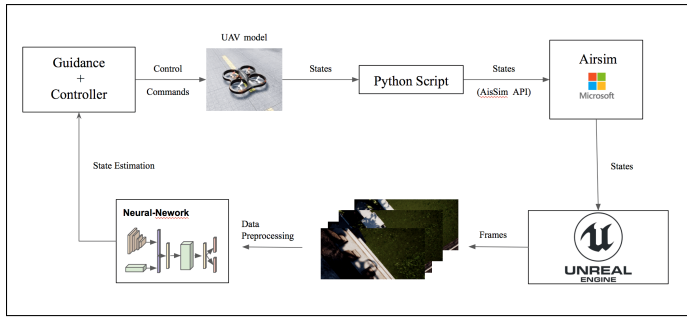 UAV model
Guidance
+
Controller
Control
Commands
States
Python Script
States
(AisSim API)
Airsim
Microsoft
States
State Estimation
Neural-Nework
Data
Preprocessing
Frames
UNREAL
ENGINE